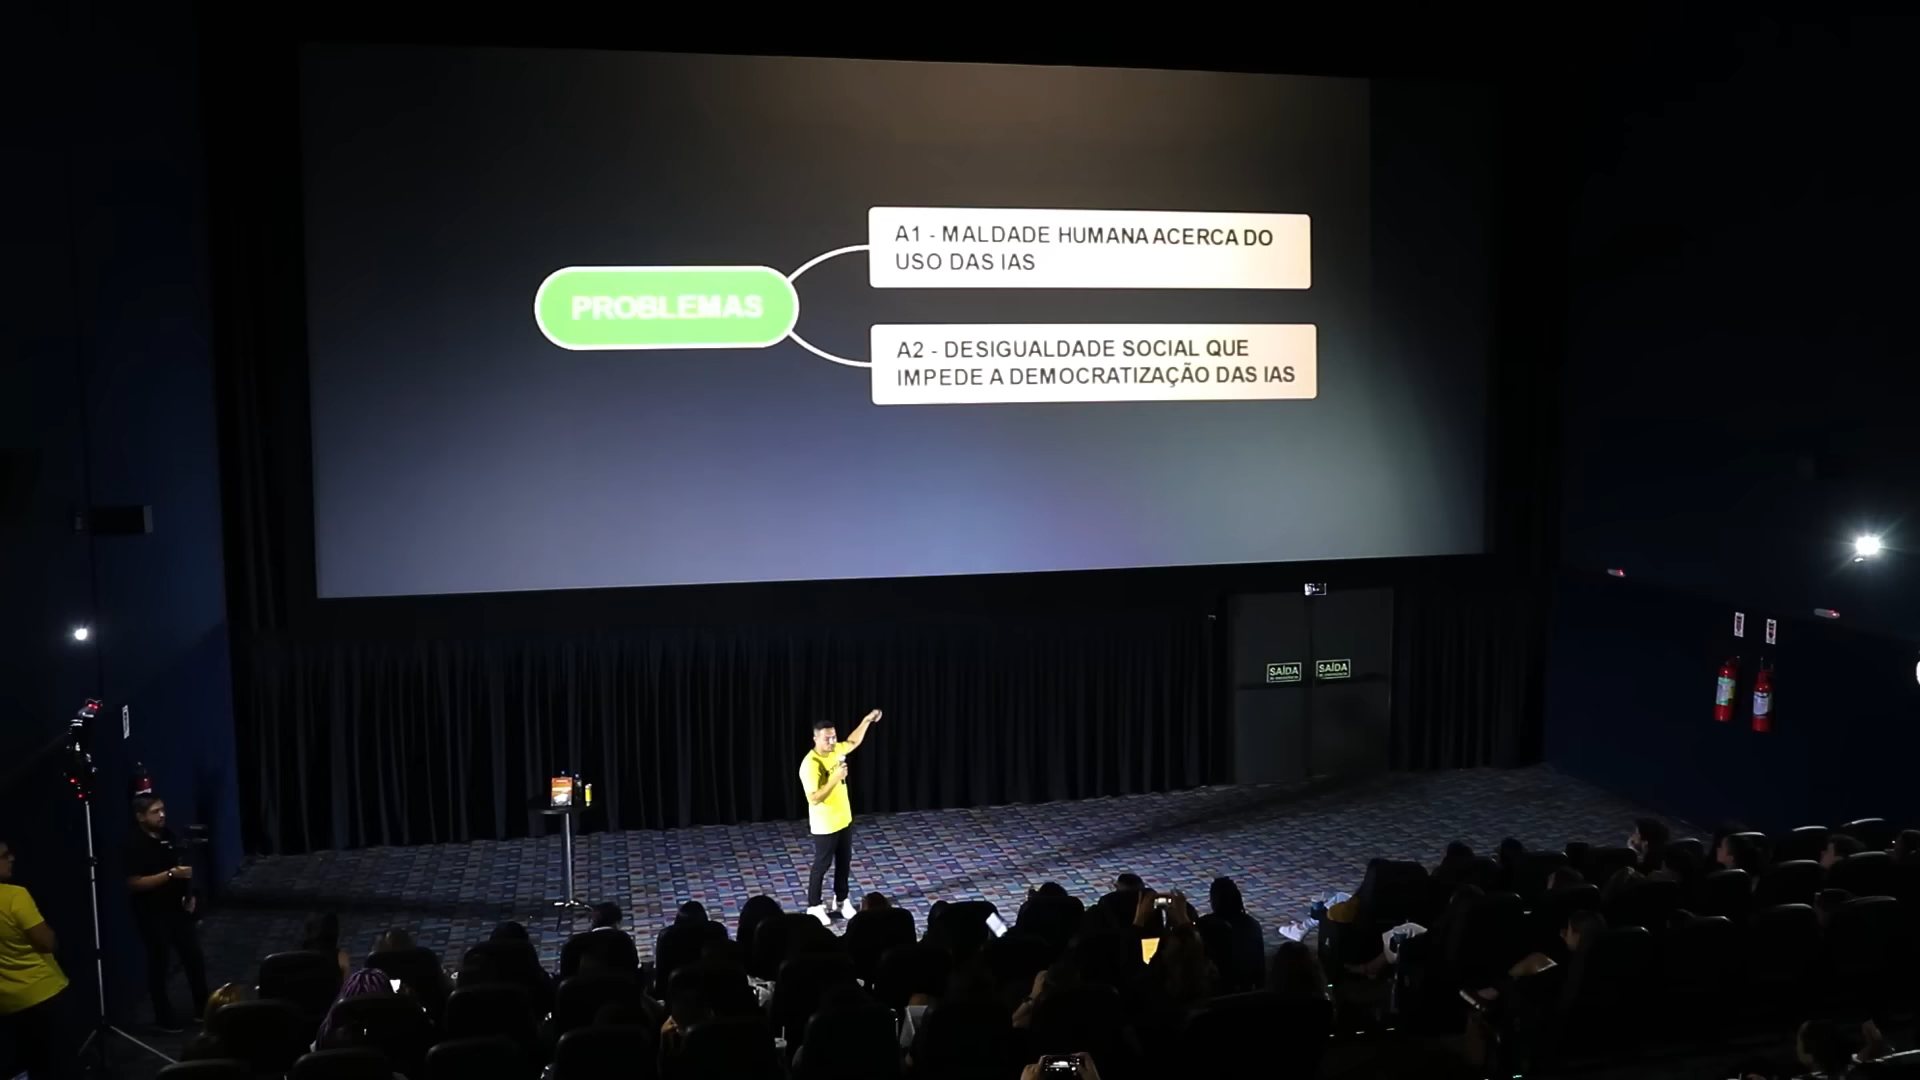 PROBLEMAS
A1 - MALDADE HUMANA ACERCA DO
USO DAS IAS
A2 - DESIGUALDADE SOCIAL QUE
IMPEDE A DEMOCRATIZAÇÃO DAS IAS
SAÍDA
SAÍDA